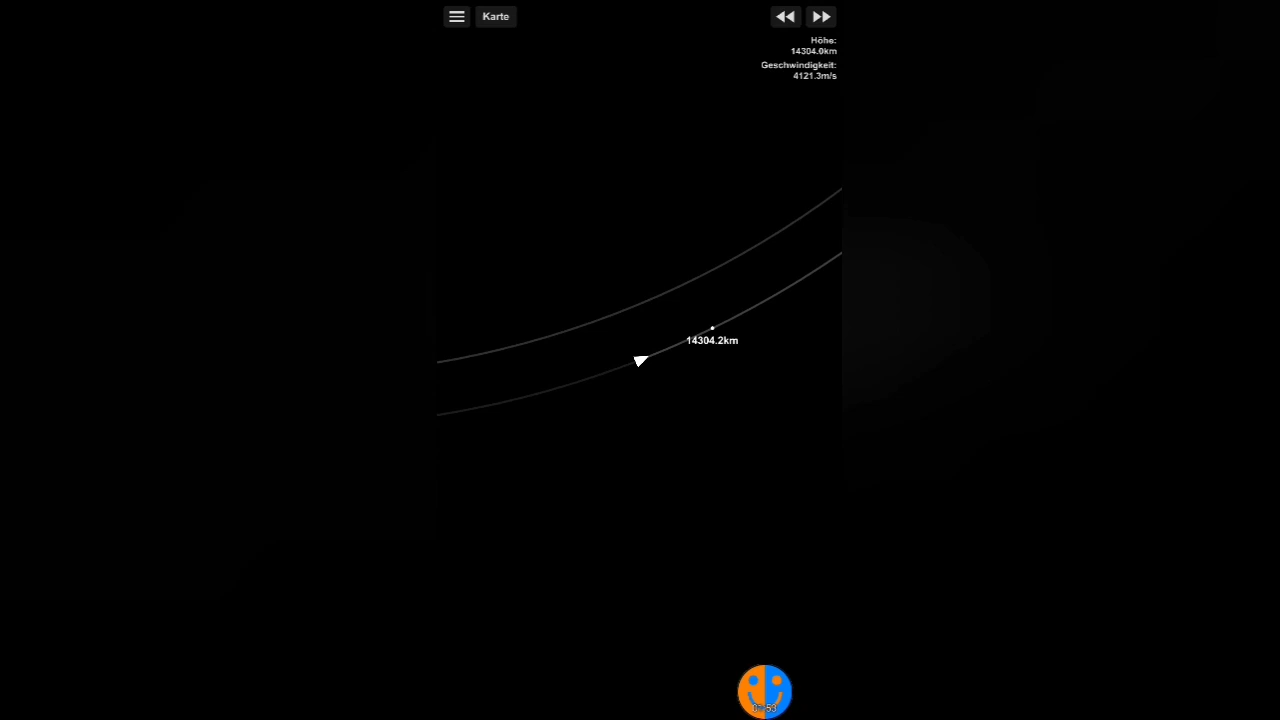 Karte
Höhe:
14304.0km
Geschwindigkeit:
4121.3m/s
14304.2km